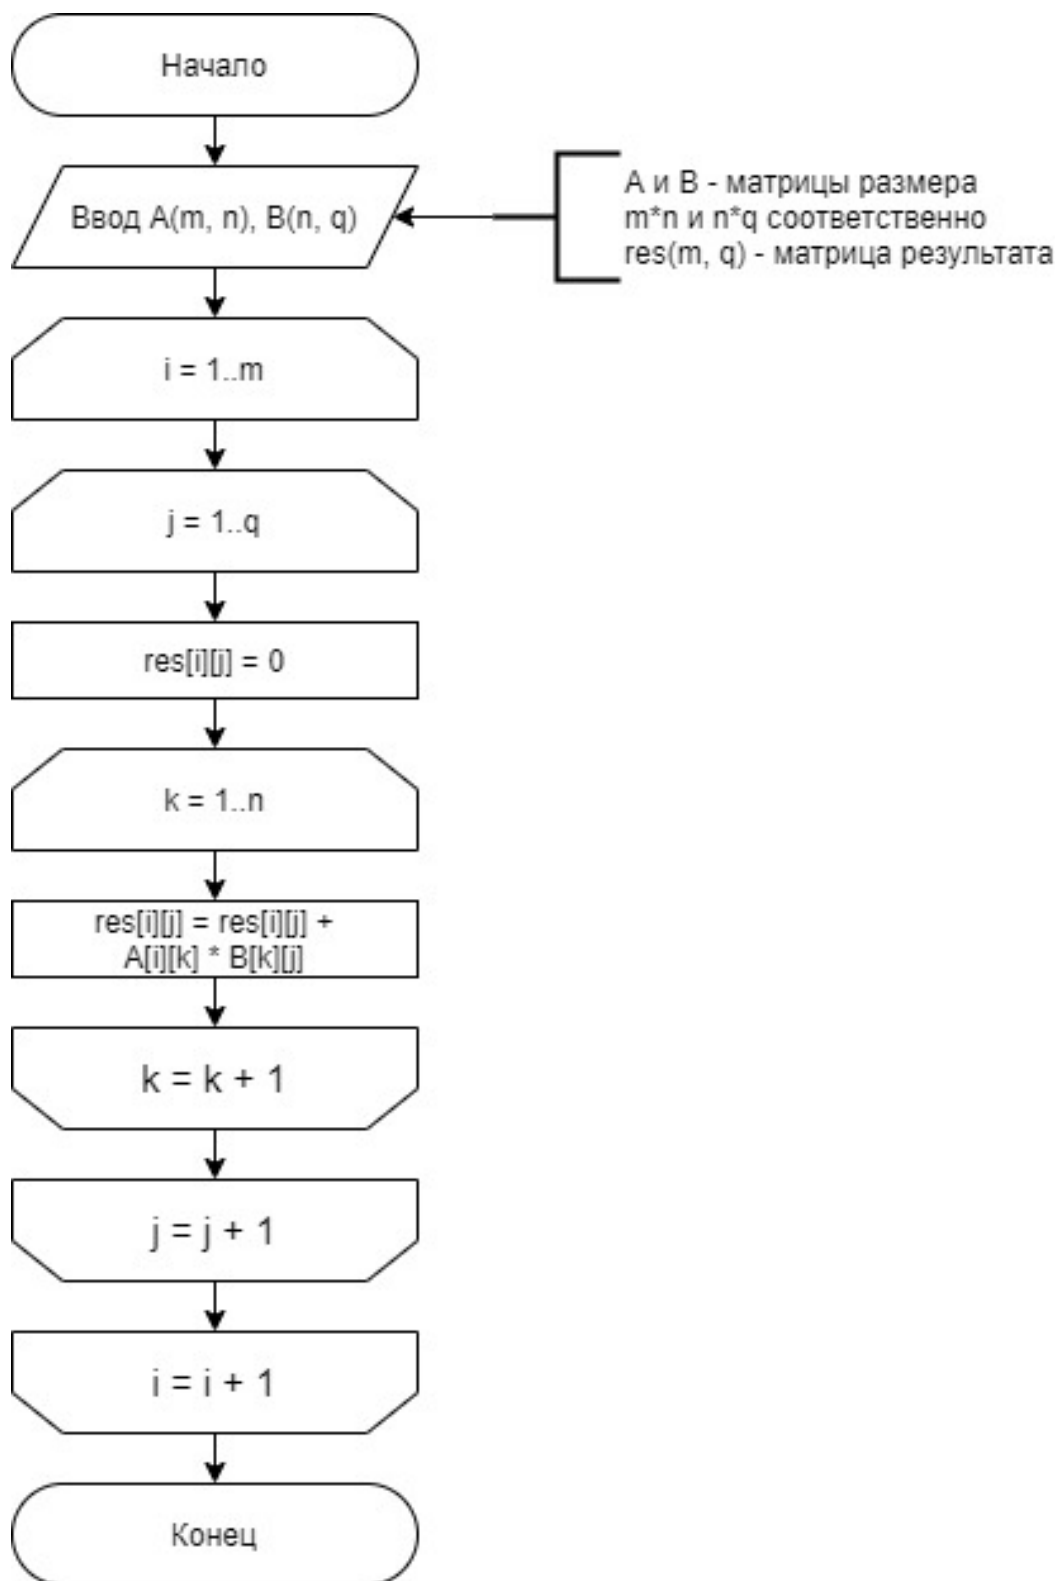 Начало
Ввод A(m, n), B(n, q)
А и В - матрицы размера
m*n и n*q соответственно
res(m, q) - матрица результата
i = 1..m
j = 1..q
res[i][j] = 0
k = 1..n
res[i][j] = res[i][j] +
A[i][k] * B[k][j]
k = k + 1
j = j + 1
i = i + 1
Конец